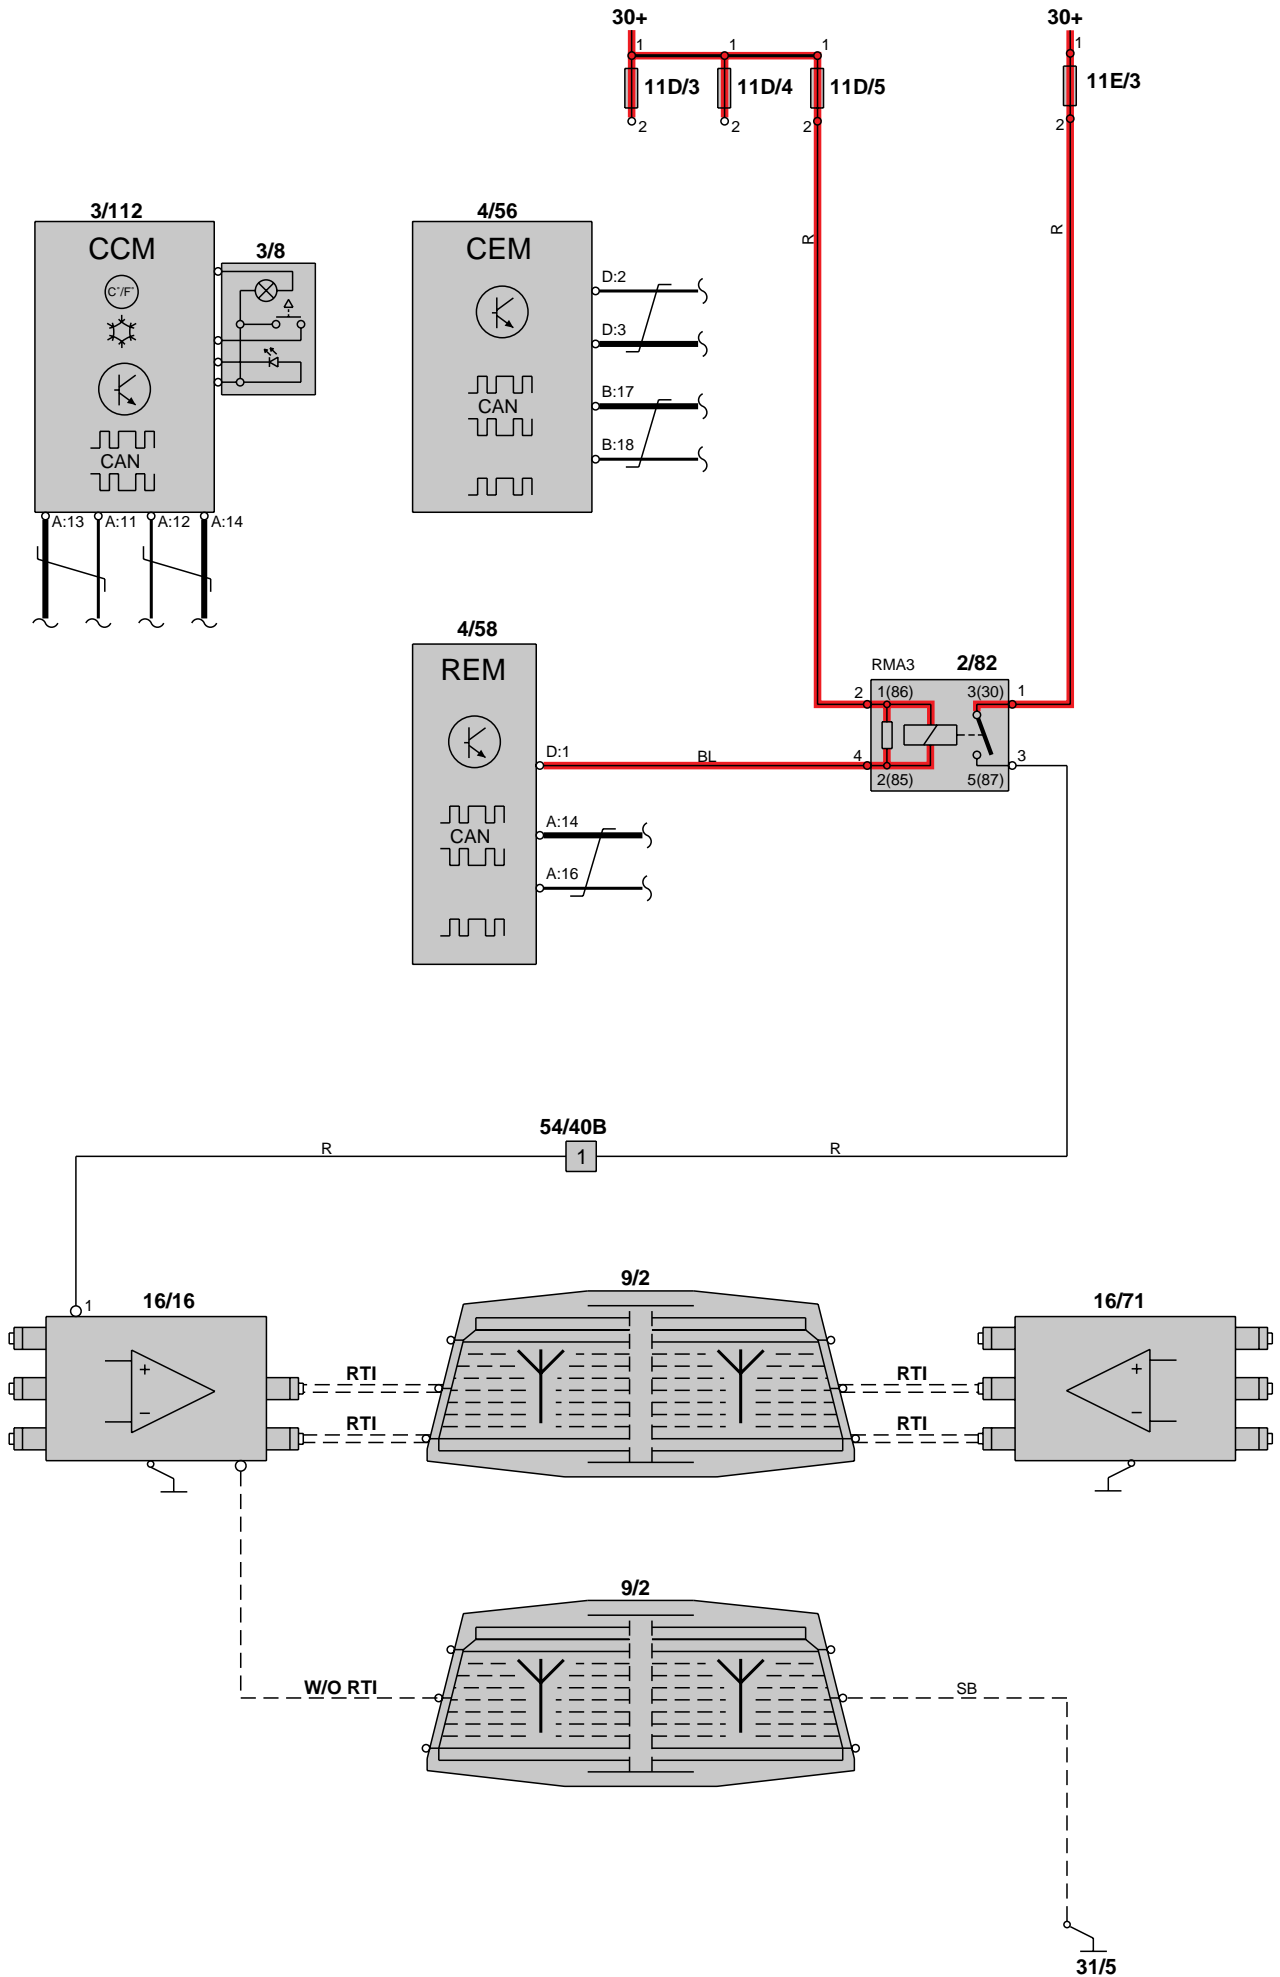 30+ 30+
1 1 1 1
11D/3 11D/4 11D/5 11E/3
2 2 2 2
R R
3/112 4/56
CCM CEM
3/8
C°/F°
D:2
D:3
B:17
CAN
B:18
CAN
A:13 A:11 A:12 A:14
4/58
REM
RMA3 2/82
2 1(86) 3(30) 1
D:1 BL 4 3
2(85) 5(87)
A:14
CAN
A:16
54/40B
R 1 R
9/2
1 16/16 16/71
+ RTI RTI +
− RTI RTI −
9/2
W/O RTI SB
31/5